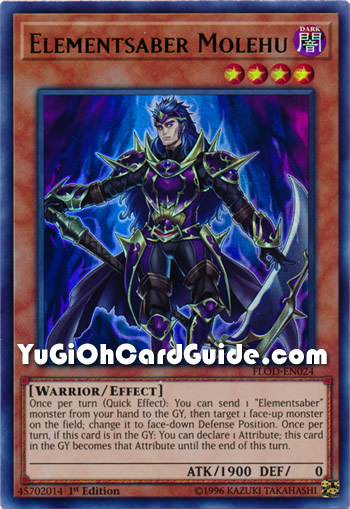 Elementsaber Molehu
DARK
闇
YuGiOhCardGuide.com
FLOD-EN024
[Warrior/Effect]
Once per turn (Quick Effect): You can send 1 "Elementsaber"
monster from your hand to the GY, then target 1 face-up monster
on the field; change it to face-down Defense Position. Once per
turn, if this card is in the GY: You can declare 1 Attribute; this card
in the GY becomes that Attribute until the end of this turn.
ATK/1900 DEF/ 0
45702014 1st Edition ©1996 KAZUKI TAKAHASHI